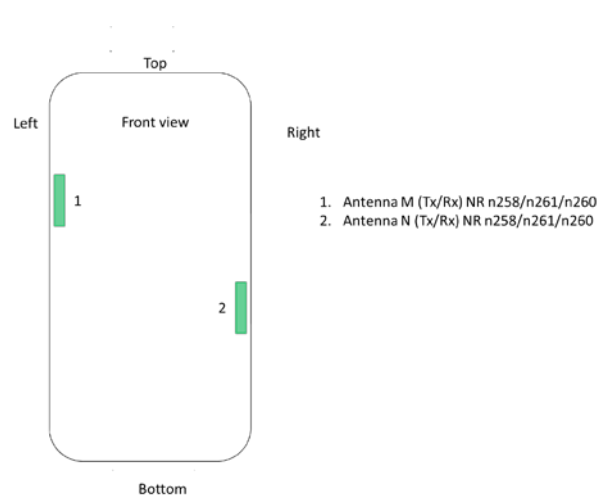 Top
Left
Front view
Right
1
1. Antenna M (Tx/Rx) NR n258/n261/n260
2. Antenna N (Tx/Rx) NR n258/n261/n260
2
Bottom